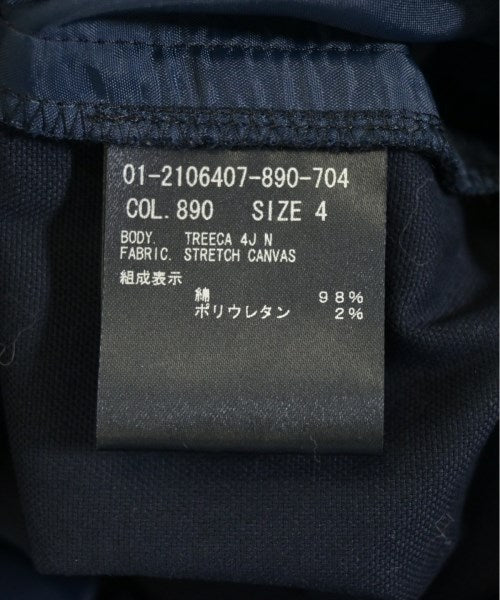 01-2106407-890-704
COL. 890 SIZE 4
BODY. TREECA 4J N
FABRIC. STRETCH CANVAS
組成表示
綿 98%
ポリウレタン 2%